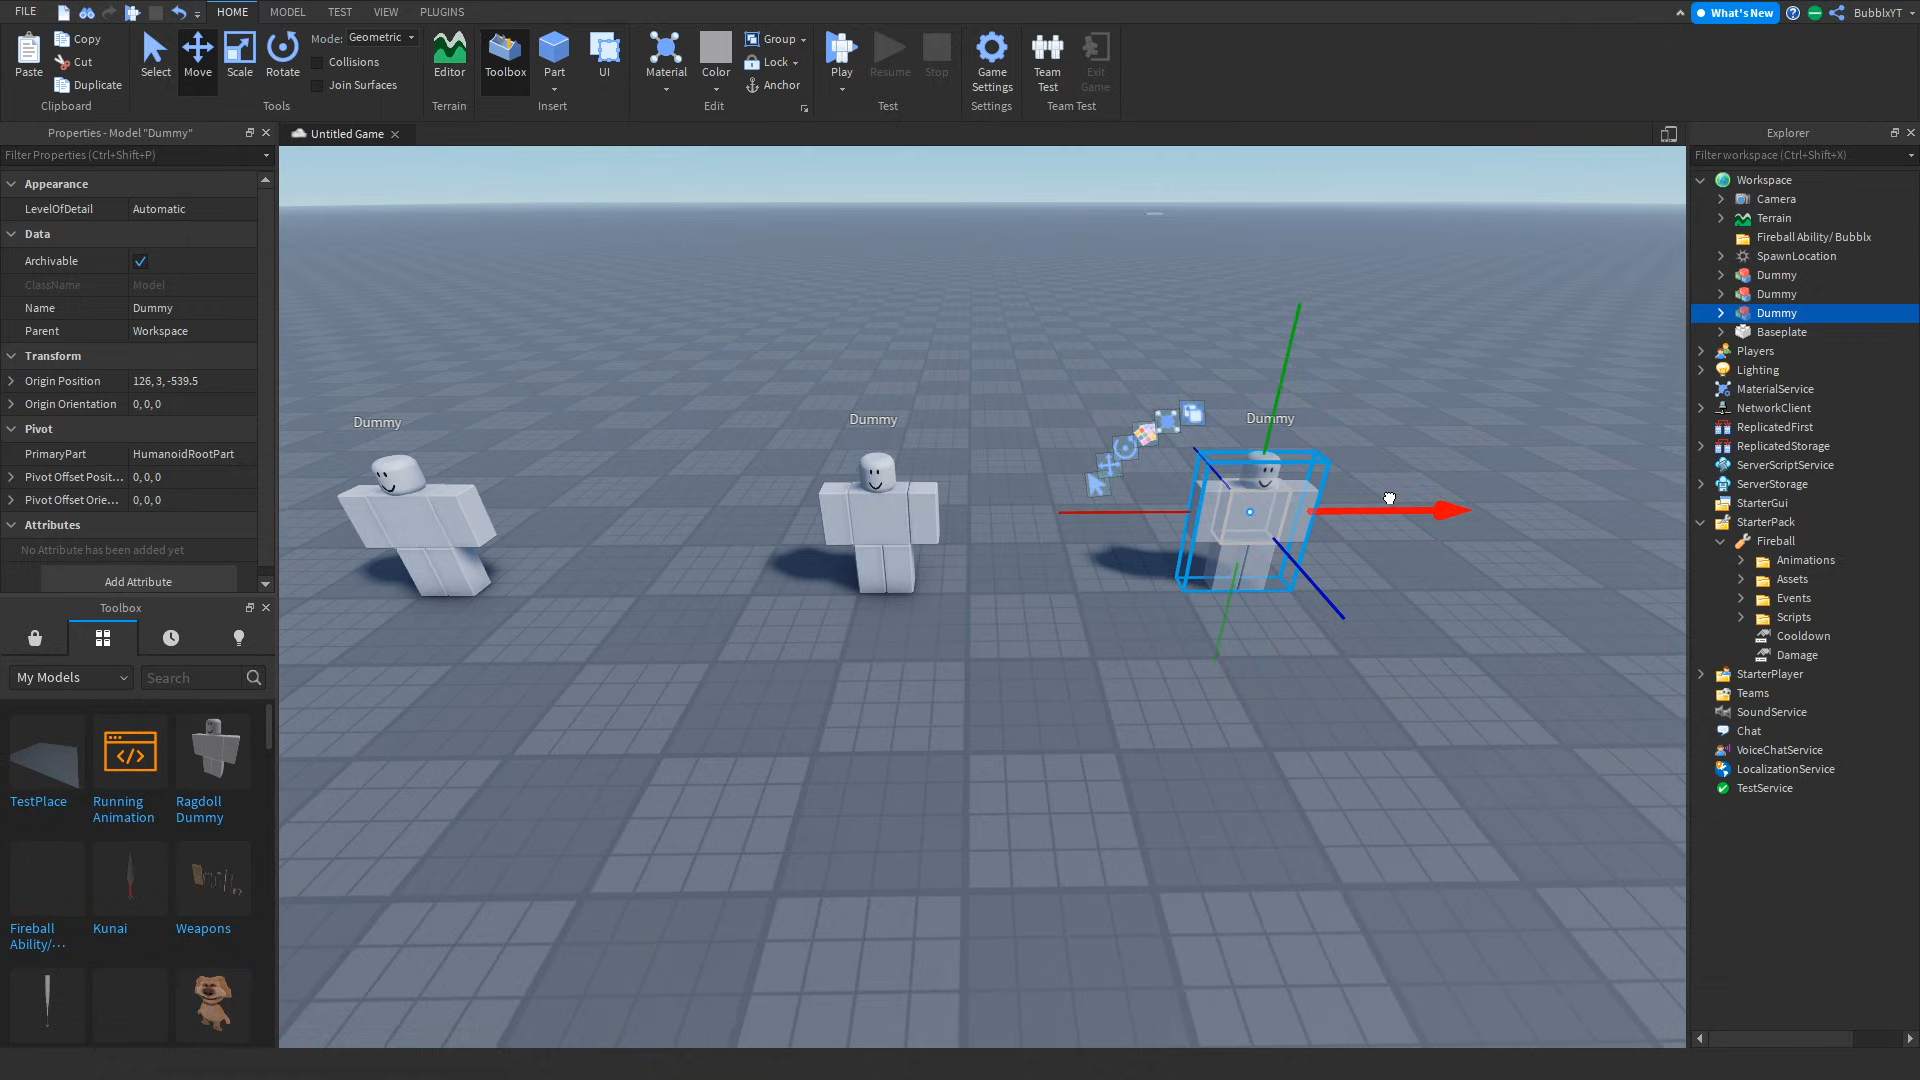 FILE
HOME
MODEL
TEST
VIEW
PLUGINS
What's New
BubblxYT
Paste
Copy
Cut
Duplicate
Clipboard
Select
Move
Scale
Rotate
Mode: Geometric
Collisions
Join Surfaces
Tools
Editor
Terrain
Toolbox
Part
UI
Insert
Material
Color
Group
Lock
Anchor
Edit
Play
Resume
Stop
Test
Game
Settings
Settings
Team
Test
Exit
Game
Team Test
Properties - Model "Dummy"
Filter Properties (Ctrl+Shift+P)
Appearance
LevelOfDetail Automatic
Data
Archivable
ClassName Model
Name Dummy
Parent Workspace
Transform
Origin Position 126, 3, -539.5
Origin Orientation 0, 0, 0
Pivot
PrimaryPart HumanoidRootPart
Pivot Offset Posit... 0, 0, 0
Pivot Offset Orie... 0, 0, 0
Attributes
No Attribute has been added yet
Add Attribute
Toolbox
My Models
Search
TestPlace
Running
Animation
Ragdoll
Dummy
Fireball
Ability/...
Kunai
Weapons
Untitled Game
Dummy
Dummy
Dummy
Explorer
Filter workspace (Ctrl+Shift+X)
Workspace
Camera
Terrain
Fireball Ability/ Bubblx
SpawnLocation
Dummy
Dummy
Dummy
Baseplate
Players
Lighting
MaterialService
NetworkClient
ReplicatedFirst
ReplicatedStorage
ServerScriptService
ServerStorage
StarterGui
StarterPack
Fireball
Animations
Assets
Events
Scripts
Cooldown
Damage
StarterPlayer
Teams
SoundService
Chat
VoiceChatService
LocalizationService
TestService